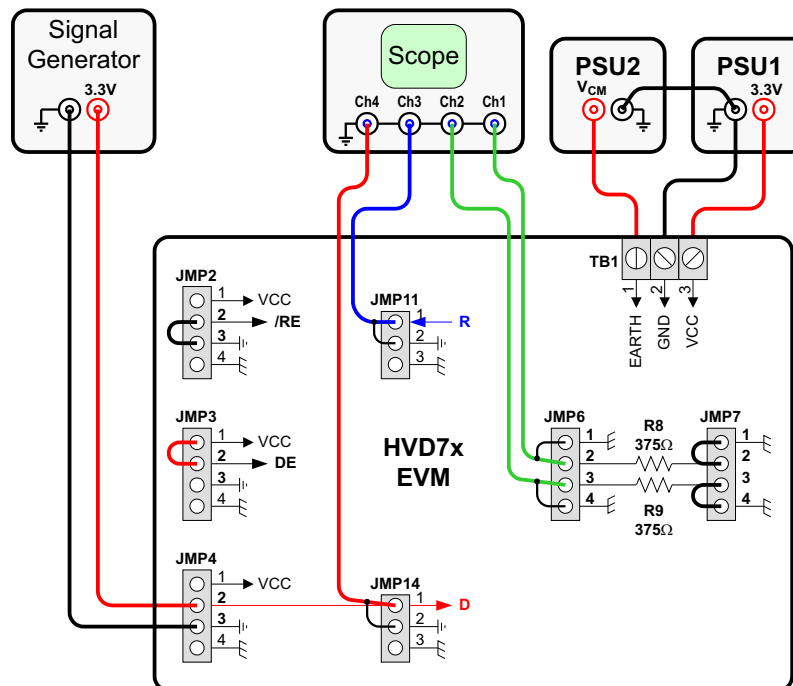 Signal
Generator
3.3V
Scope
Ch4 Ch3 Ch2 Ch1
PSU2
VCM
PSU1
3.3V
TB1
1 2 3
EARTH GND VCC
JMP2
1 VCC
2 /RE
3
4
JMP11
1 R
2
3
JMP3
1 VCC
2 DE
3
4
HVD7x
EVM
JMP6
1
2
3
4
R8
375Ω
R9
375Ω
JMP7
1
2
3
4
JMP4
1 VCC
2
3
4
JMP14
1 D
2
3